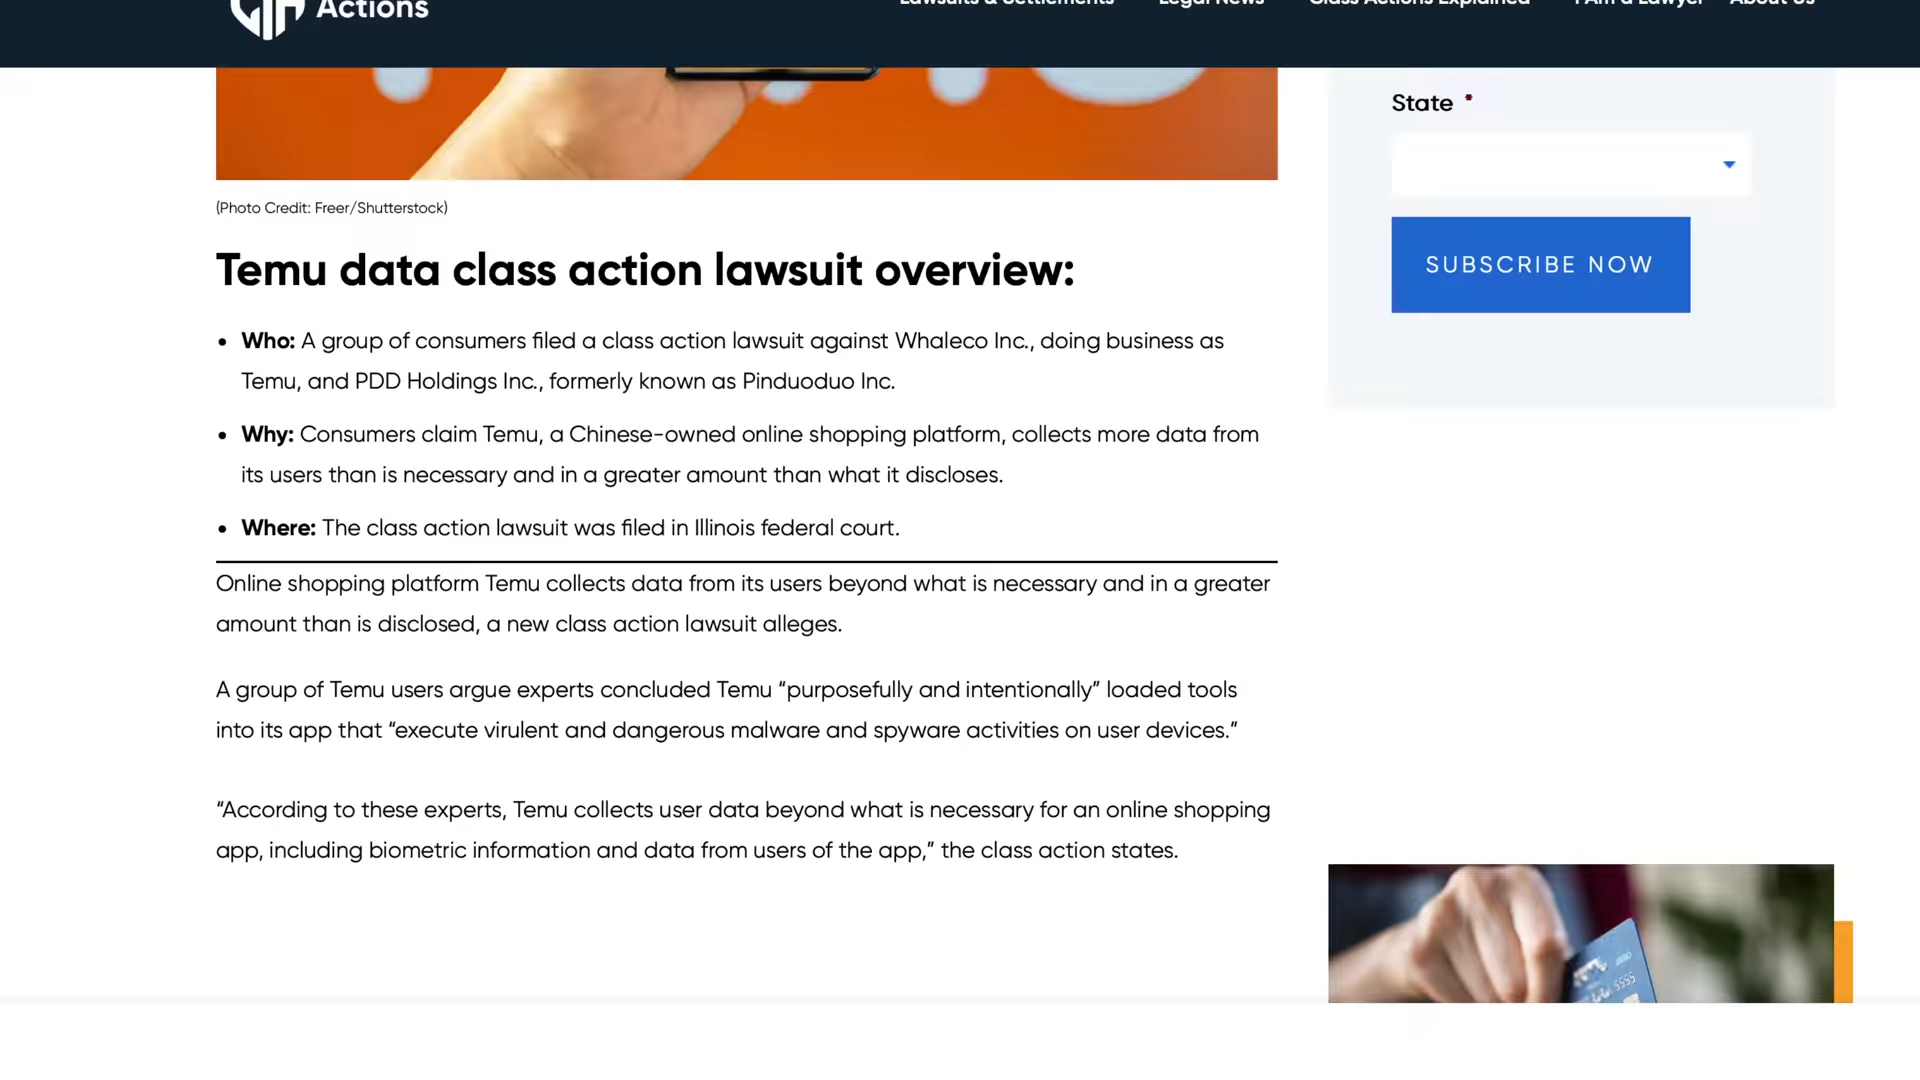 Actions
Lawsuits & Settlements
Legal News
Class Actions Explained
I Am a Lawyer
About Us
(Photo Credit: Freer/Shutterstock)
Temu data class action lawsuit overview:
• Who: A group of consumers filed a class action lawsuit against Whaleco Inc., doing business as
Temu, and PDD Holdings Inc., formerly known as Pinduoduo Inc.
• Why: Consumers claim Temu, a Chinese-owned online shopping platform, collects more data from
its users than is necessary and in a greater amount than what it discloses.
• Where: The class action lawsuit was filed in Illinois federal court.
Online shopping platform Temu collects data from its users beyond what is necessary and in a greater
amount than is disclosed, a new class action lawsuit alleges.
A group of Temu users argue experts concluded Temu “purposefully and intentionally” loaded tools
into its app that “execute virulent and dangerous malware and spyware activities on user devices.”
“According to these experts, Temu collects user data beyond what is necessary for an online shopping
app, including biometric information and data from users of the app,” the class action states.
State *
SUBSCRIBE NOW
5555